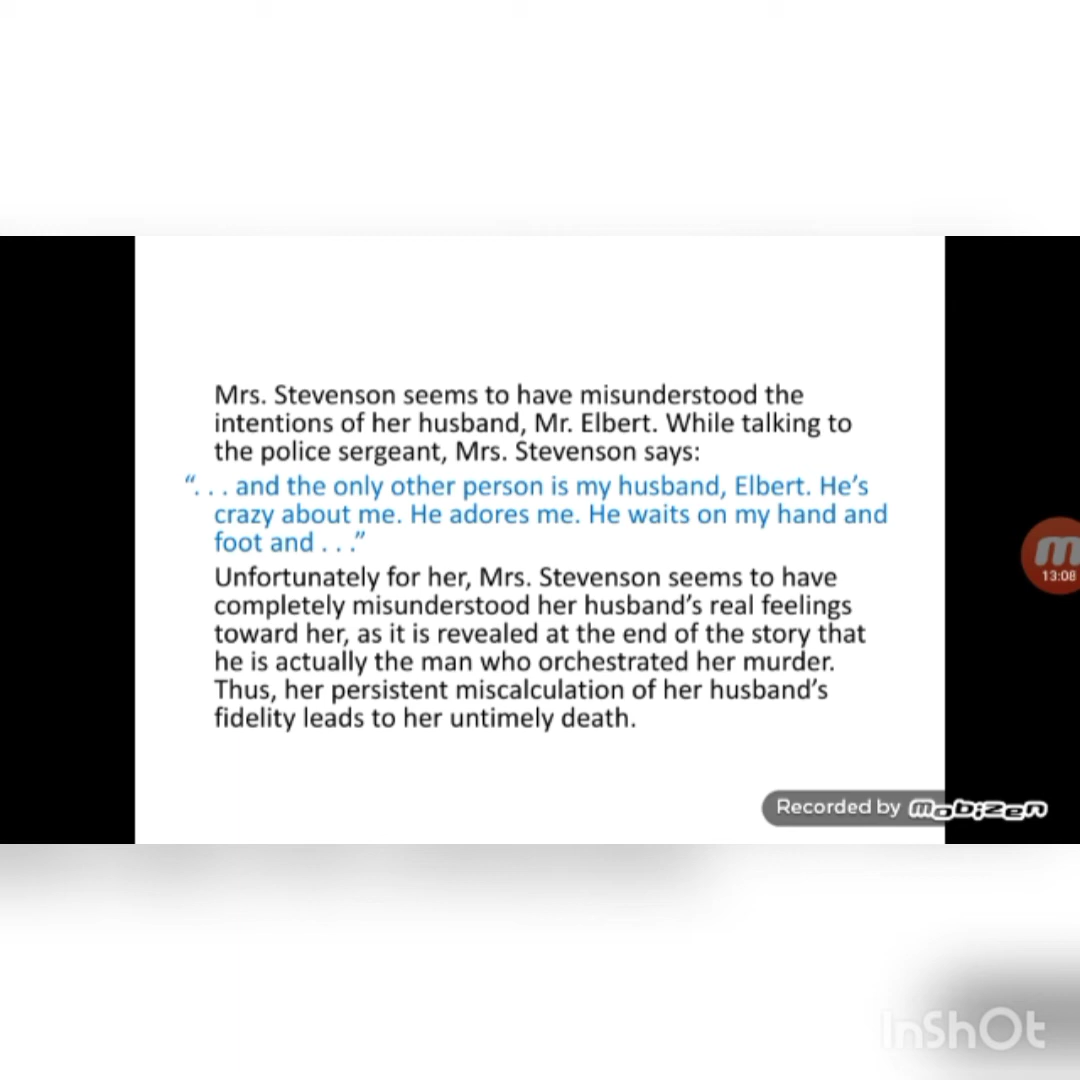 Mrs. Stevenson seems to have misunderstood the
intentions of her husband, Mr. Elbert. While talking to
the police sergeant, Mrs. Stevenson says:
“. . . and the only other person is my husband, Elbert. He’s
crazy about me. He adores me. He waits on my hand and
foot and . . .”
Unfortunately for her, Mrs. Stevenson seems to have
completely misunderstood her husband’s real feelings
toward her, as it is revealed at the end of the story that
he is actually the man who orchestrated her murder.
Thus, her persistent miscalculation of her husband’s
fidelity leads to her untimely death.
13:08
Recorded by mobizen
InShOt